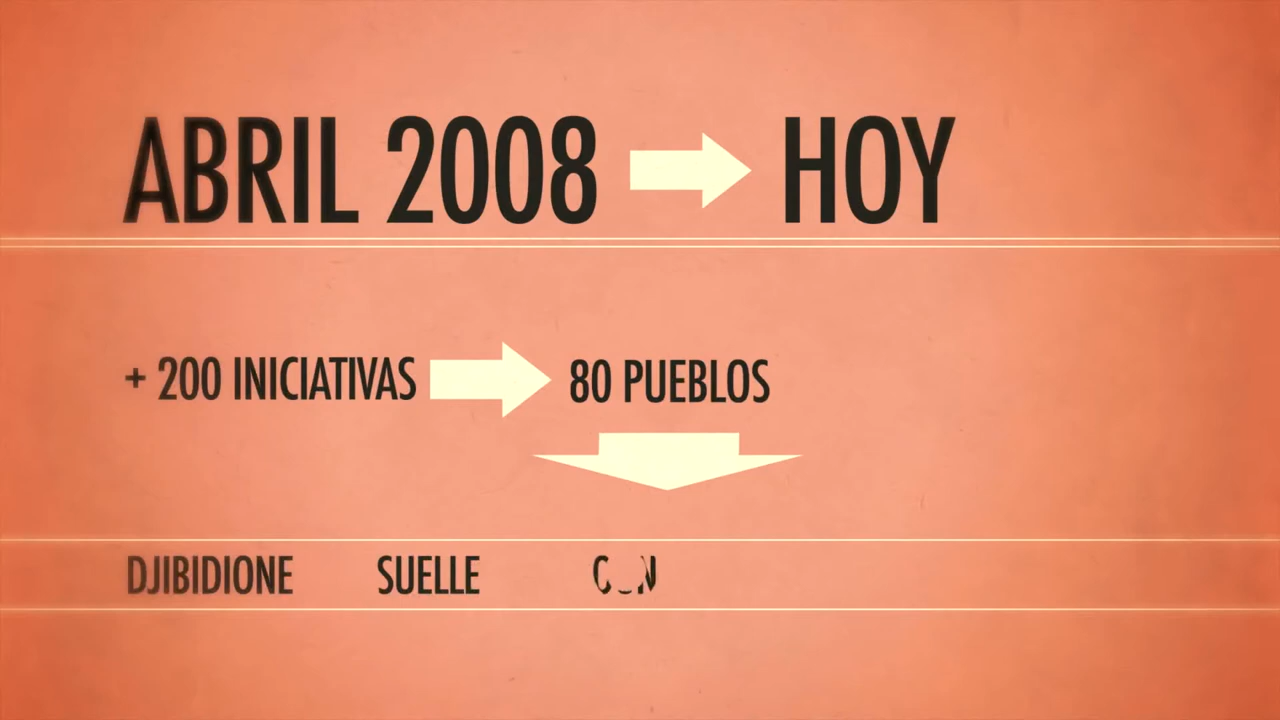 ABRIL 2008 HOY
+ 200 INICIATIVAS 80 PUEBLOS
DJIBIDIONE SUELLE